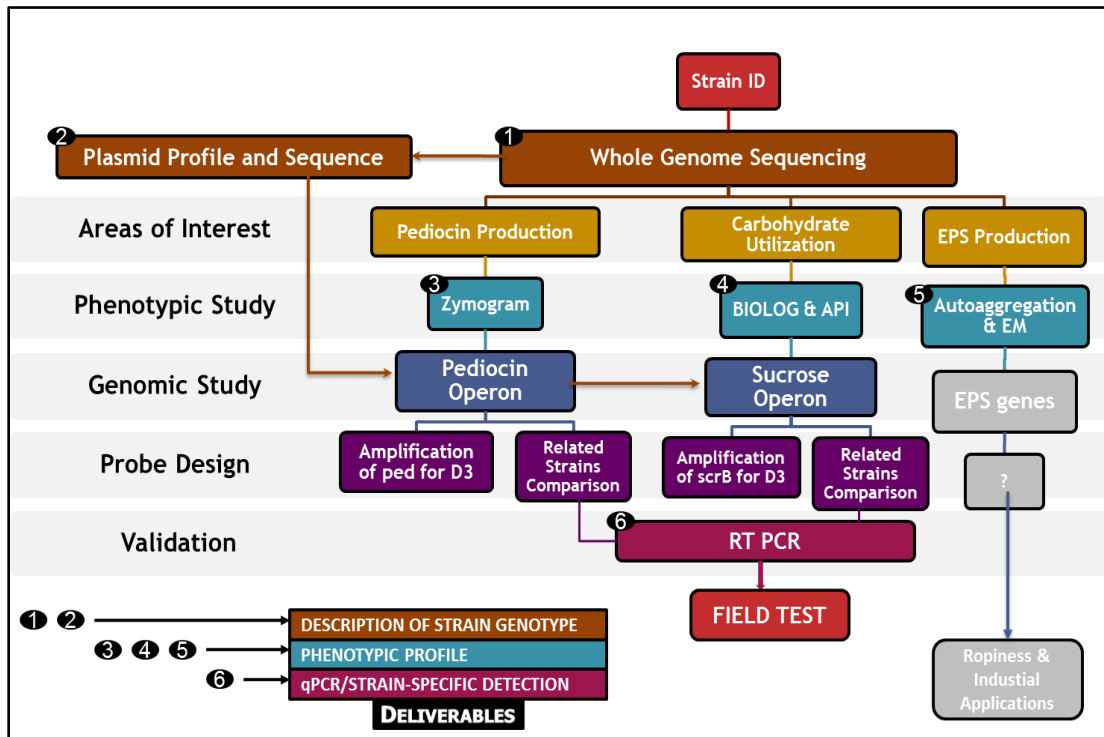 Strain ID
2
Plasmid Profile and Sequence
1
Whole Genome Sequencing
Areas of Interest
Pediocin Production
Carbohydrate
Utilization
EPS Production
Phenotypic Study
3
Zymogram
4
BIOLOG & API
5
Autoaggregation
& EM
Genomic Study
Pediocin
Operon
Sucrose
Operon
EPS genes
Probe Design
Amplification
of ped for D3
Related
Strains
Comparison
Amplification
of scrB for D3
Related
Strains
Comparison
?
Validation
6
RT PCR
FIELD TEST
1 2
DESCRIPTION OF STRAIN GENOTYPE
3 4 5
PHENOTYPIC PROFILE
6
qPCR/STRAIN-SPECIFIC DETECTION
DELIVERABLES
Ropiness &
Industial
Applications